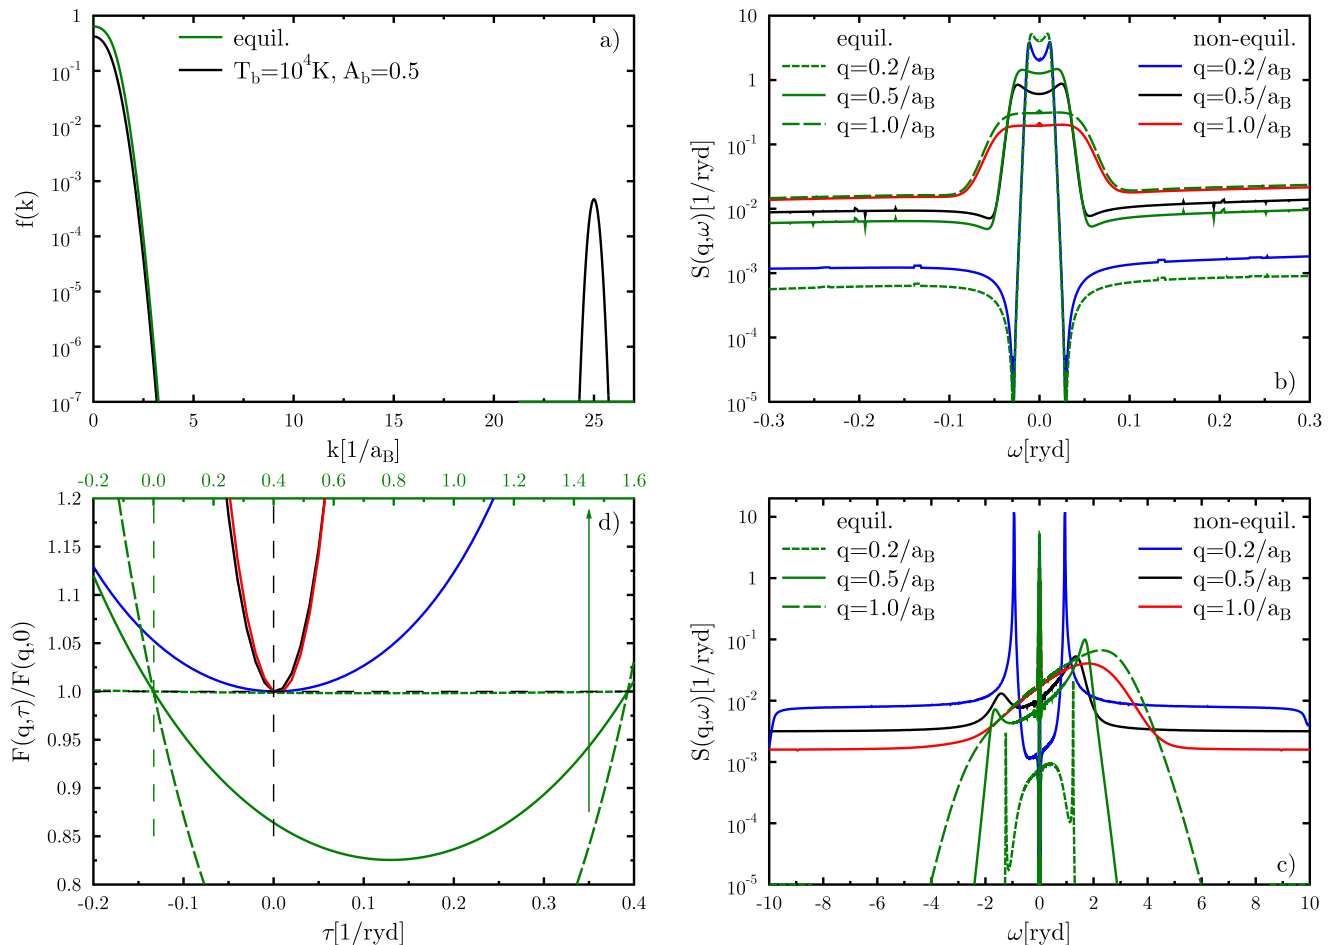 1
10⁻¹
10⁻²
10⁻³
10⁻⁴
10⁻⁵
10⁻⁶
10⁻⁷
f(k)
equil.
T_b=10⁴K, A_b=0.5
a)
0 5 10 15 20 25
k[1/a_B]
10
1
10⁻¹
10⁻²
10⁻³
10⁻⁴
10⁻⁵
S(q,ω)[1/ryd]
equil.
q=0.2/a_B
q=0.5/a_B
q=1.0/a_B
non-equil.
q=0.2/a_B
q=0.5/a_B
q=1.0/a_B
b)
-0.3 -0.2 -0.1 0.0 0.1 0.2 0.3
ω[ryd]
-0.2 0.0 0.2 0.4 0.6 0.8 1.0 1.2 1.4 1.6
1.2
1.15
1.1
1.05
1.0
0.95
0.9
0.85
0.8
F(q,τ)/F(q,0)
d)
-0.2 -0.1 0.0 0.1 0.2 0.3 0.4
τ[1/ryd]
10
1
10⁻¹
10⁻²
10⁻³
10⁻⁴
10⁻⁵
S(q,ω)[1/ryd]
equil.
q=0.2/a_B
q=0.5/a_B
q=1.0/a_B
non-equil.
q=0.2/a_B
q=0.5/a_B
q=1.0/a_B
c)
-10 -8 -6 -4 -2 0 2 4 6 8 10
ω[ryd]